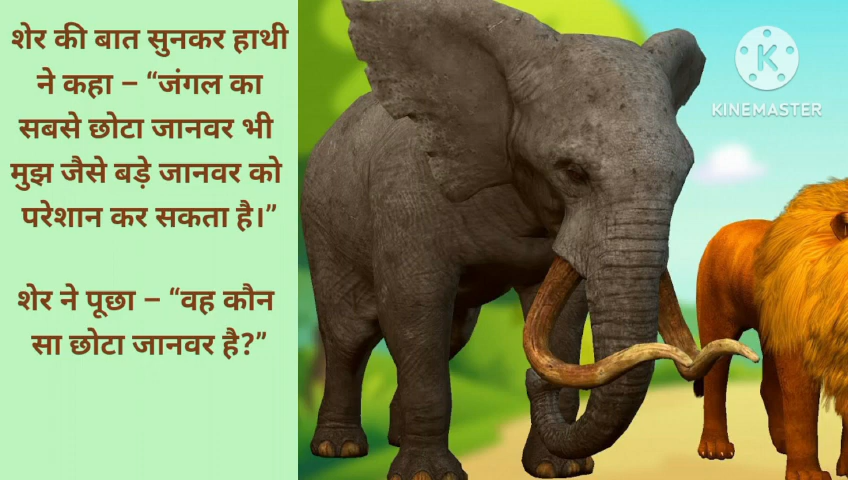 शेर की बात सुनकर हाथी
ने कहा – “जंगल का
सबसे छोटा जानवर भी
मुझ जैसे बड़े जानवर को
परेशान कर सकता है।”
शेर ने पूछा – “वह कौन
सा छोटा जानवर है?”
K
KINEMASTER